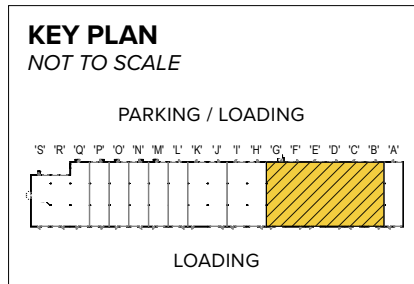 KEY PLAN
NOT TO SCALE
PARKING / LOADING
'S' 'R' 'Q' 'P' 'O' 'N' 'M' 'L' 'K' 'J' 'I' 'H' 'G' 'F' 'E' 'D' 'C' 'B' 'A'
LOADING